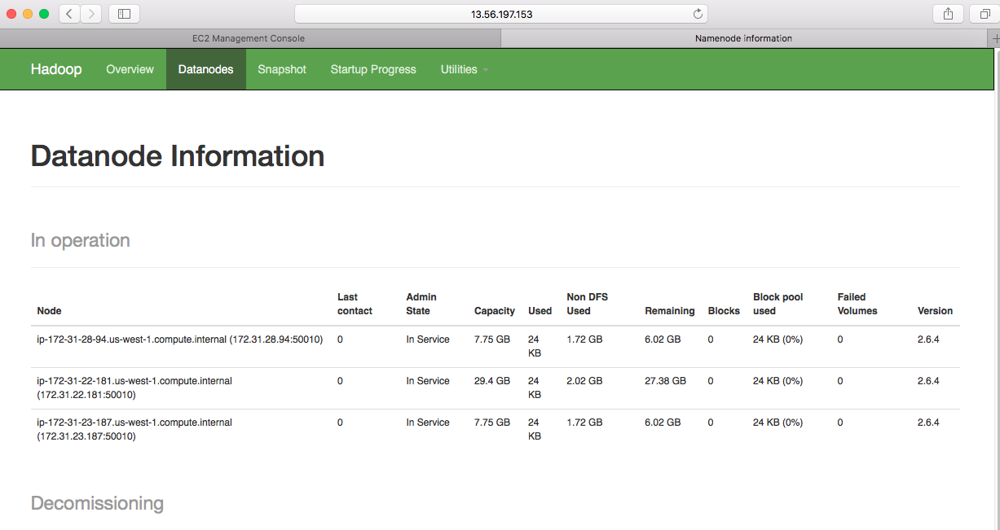 13.56.197.153
EC2 Management Console
Namenode information
Hadoop Overview Datanodes Snapshot Startup Progress Utilities
Datanode Information
In operation
Node Last contact Admin State Capacity Used Non DFS Used Remaining Blocks Block pool used Failed Volumes Version
ip-172-31-28-94.us-west-1.compute.internal (172.31.28.94:50010) 0 In Service 7.75 GB 24 KB 1.72 GB 6.02 GB 0 24 KB (0%) 0 2.6.4
ip-172-31-22-181.us-west-1.compute.internal (172.31.22.181:50010) 0 In Service 29.4 GB 24 KB 2.02 GB 27.38 GB 0 24 KB (0%) 0 2.6.4
ip-172-31-23-187.us-west-1.compute.internal (172.31.23.187:50010) 0 In Service 7.75 GB 24 KB 1.72 GB 6.02 GB 0 24 KB (0%) 0 2.6.4
Decomissioning